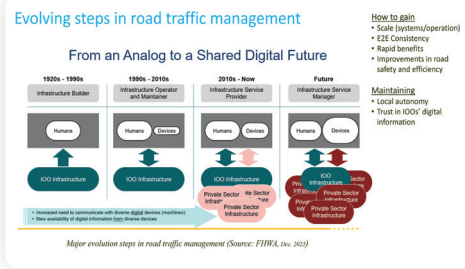 Evolving steps in road traffic management
From an Analog to a Shared Digital Future
1920s - 1990s
Infrastructure Builder
Humans
IOO Infrastructure
1990s - 2010s
Infrastructure Operator
and Maintainer
Humans
Devices
IOO Infrastructure
2010s - Now
Infrastructure Service
Provider
Humans
Devices
IOO Infrastructure
Private Sector
Private Sector
Infrastructure
Private Sector
Infrastructure
Future
Infrastructure Service
Manager
Humans
Devices
IOO
Infrastructure
Private Sector
Infrastructure
Private Sector
Infrastructure
• Increased need to communicate with diverse digital devices (machines)
• New availability of digital information from diverse devices
Major evolution steps in road traffic management (Source: FHWA, Dec. 2023)
How to gain
• Scale (systems/operation)
• E2E Consistency
• Rapid benefits
• Improvements in road
safety and efficiency
Maintaining
• Local autonomy
• Trust in IOOs' digital
information